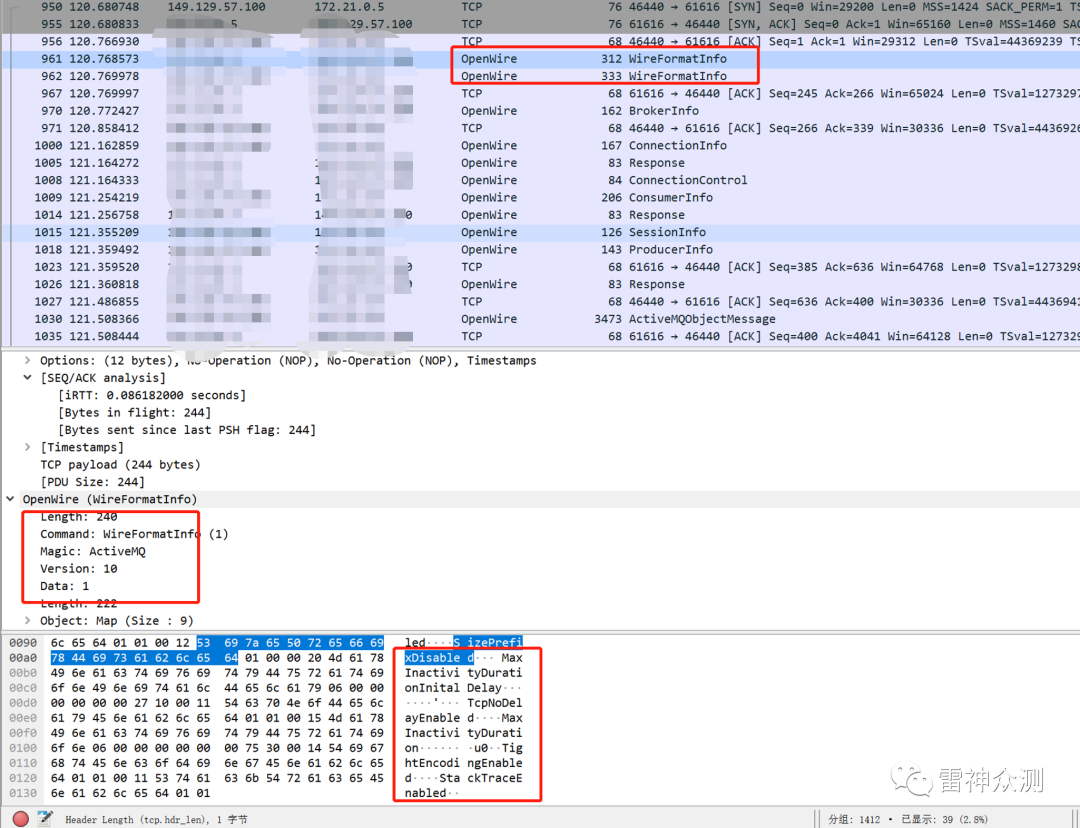 950 120.680748 149.129.57.100 172.21.0.5 TCP 76 46440 → 61616 [SYN] Seq=0 Win=29200 Len=0 MSS=1424 SACK_PERM=1 TS
955 120.680833 5 29.57.100 TCP 76 61616 → 46440 [SYN, ACK] Seq=0 Ack=1 Win=65160 Len=0 MSS=1460 SAC
956 120.766930 TCP 68 46440 → 61616 [ACK] Seq=1 Ack=1 Win=29312 Len=0 TSval=44369239 TS
961 120.768573 OpenWire 312 WireFormatInfo
962 120.769978 OpenWire 333 WireFormatInfo
967 120.769997 TCP 68 61616 → 46440 [ACK] Seq=245 Ack=266 Win=65024 Len=0 TSval=1273297
970 120.772427 OpenWire 162 BrokerInfo
971 120.858412 TCP 68 46440 → 61616 [ACK] Seq=266 Ack=339 Win=30336 Len=0 TSval=4436926
1000 121.162859 OpenWire 167 ConnectionInfo
1005 121.164272 OpenWire 83 Response
1008 121.164333 1 OpenWire 84 ConnectionControl
1009 121.254219 1 OpenWire 206 ConsumerInfo
1014 121.256758 1 14 0 OpenWire 83 Response
1015 121.355209 1 1 OpenWire 126 SessionInfo
1018 121.359492 1 OpenWire 143 ProducerInfo
1023 121.359520 TCP 68 61616 → 46440 [ACK] Seq=385 Ack=636 Win=64768 Len=0 TSval=1273298
1026 121.360818 OpenWire 83 Response
1027 121.486855 TCP 68 46440 → 61616 [ACK] Seq=636 Ack=400 Win=30336 Len=0 TSval=4436941
1030 121.508366 OpenWire 3473 ActiveMQObjectMessage
1035 121.508444 TCP 68 61616 → 46440 [ACK] Seq=400 Ack=4041 Win=64128 Len=0 TSval=127329
Options: (12 bytes), No-Operation (NOP), No-Operation (NOP), Timestamps
[SEQ/ACK analysis]
[iRTT: 0.086182000 seconds]
[Bytes in flight: 244]
[Bytes sent since last PSH flag: 244]
[Timestamps]
TCP payload (244 bytes)
[PDU Size: 244]
OpenWire (WireFormatInfo)
Length: 240
Command: WireFormatInfo (1)
Magic: ActiveMQ
Version: 10
Data: 1
Length: 222
Object: Map (Size : 9)
0090 6c 65 64 01 01 00 12 53 69 7a 65 50 72 65 66 69 led····S izePrefi
00a0 78 44 69 73 61 62 6c 65 64 01 00 00 20 4d 61 78 xDisable d··· Max
00b0 49 6e 61 63 74 69 76 69 74 79 44 75 72 61 74 69 Inactivi tyDurati
00c0 6f 6e 49 6e 69 74 61 6c 44 65 6c 61 79 06 00 00 onInital Delay···
00d0 00 00 00 00 27 10 00 11 54 63 70 4e 6f 44 65 6c ····'··· TcpNoDel
00e0 61 79 45 6e 61 62 6c 65 64 01 01 00 15 4d 61 78 ayEnable d····Max
00f0 49 6e 61 63 74 69 76 69 74 79 44 75 72 61 74 69 Inactivi tyDurati
0100 6f 6e 06 00 00 00 00 00 00 75 30 00 14 54 69 67 on······ ·u0··Tig
0110 68 74 45 6e 63 6f 64 69 6e 67 45 6e 61 62 6c 65 htEncodi ngEnable
0120 64 01 01 00 11 53 74 61 63 6b 54 72 61 63 65 45 d····Sta ckTraceE
0130 6e 61 62 6c 65 64 01 01 nabled··
雷神众测
Header Length (tcp.hdr_len), 1 字节 分组: 1412 · 已显示: 39 (2.8%)